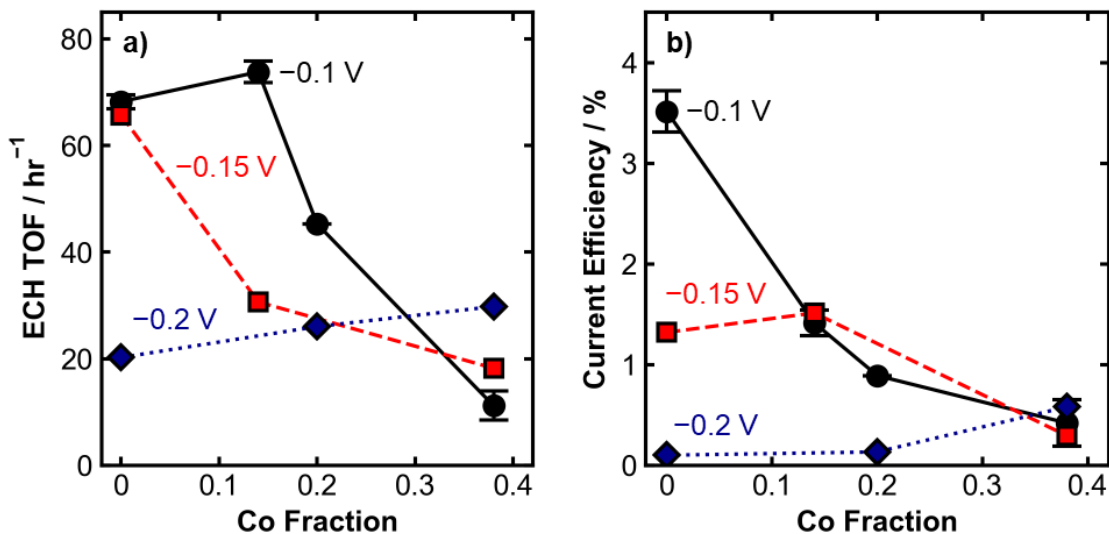 a)
ECH TOF / hr⁻¹
80
60
40
20
0
−0.1 V
−0.15 V
−0.2 V
0
0.1
0.2
0.3
0.4
Co Fraction
b)
Current Efficiency / %
4
3
2
1
0
−0.1 V
−0.15 V
−0.2 V
0
0.1
0.2
0.3
0.4
Co Fraction